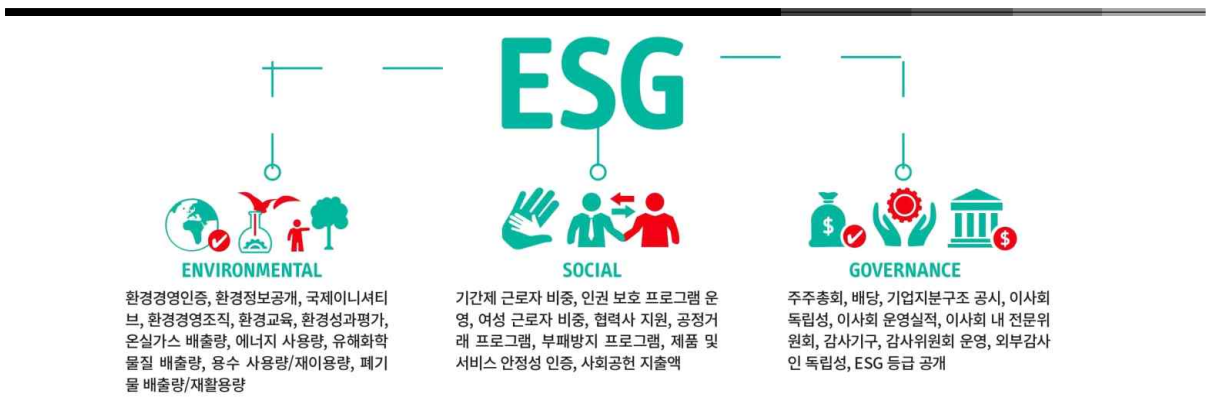 ESG
ENVIRONMENTAL
환경경영인증, 환경정보공개, 국제이니셔티
브, 환경경영조직, 환경교육, 환경성과평가,
온실가스 배출량, 에너지 사용량, 유해화학
물질 배출량, 용수 사용량/재이용량, 폐기
물 배출량/재활용량
SOCIAL
기간제 근로자 비중, 인권 보호 프로그램 운
영, 여성 근로자 비중, 협력사 지원, 공정거
래 프로그램, 부패방지 프로그램, 제품 및
서비스 안정성 인증, 사회공헌 지출액
$
$
GOVERNANCE
주주총회, 배당, 기업지분구조 공시, 이사회
독립성, 이사회 운영실적, 이사회 내 전문위
원회, 감사기구, 감사위원회 운영, 외부감사
인 독립성, ESG 등급 공개